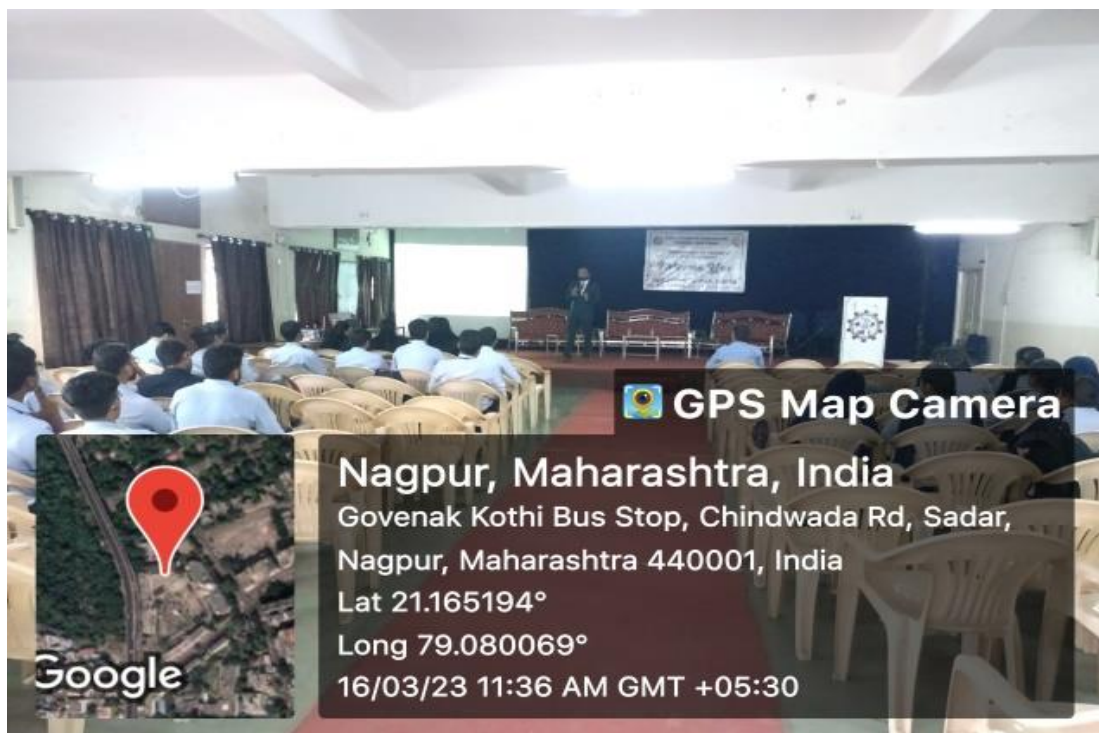 GPS Map Camera
Nagpur, Maharashtra, India
Govenak Kothi Bus Stop, Chindwada Rd, Sadar,
Nagpur, Maharashtra 440001, India
Lat 21.165194°
Long 79.080069°
16/03/23 11:36 AM GMT +05:30
Google